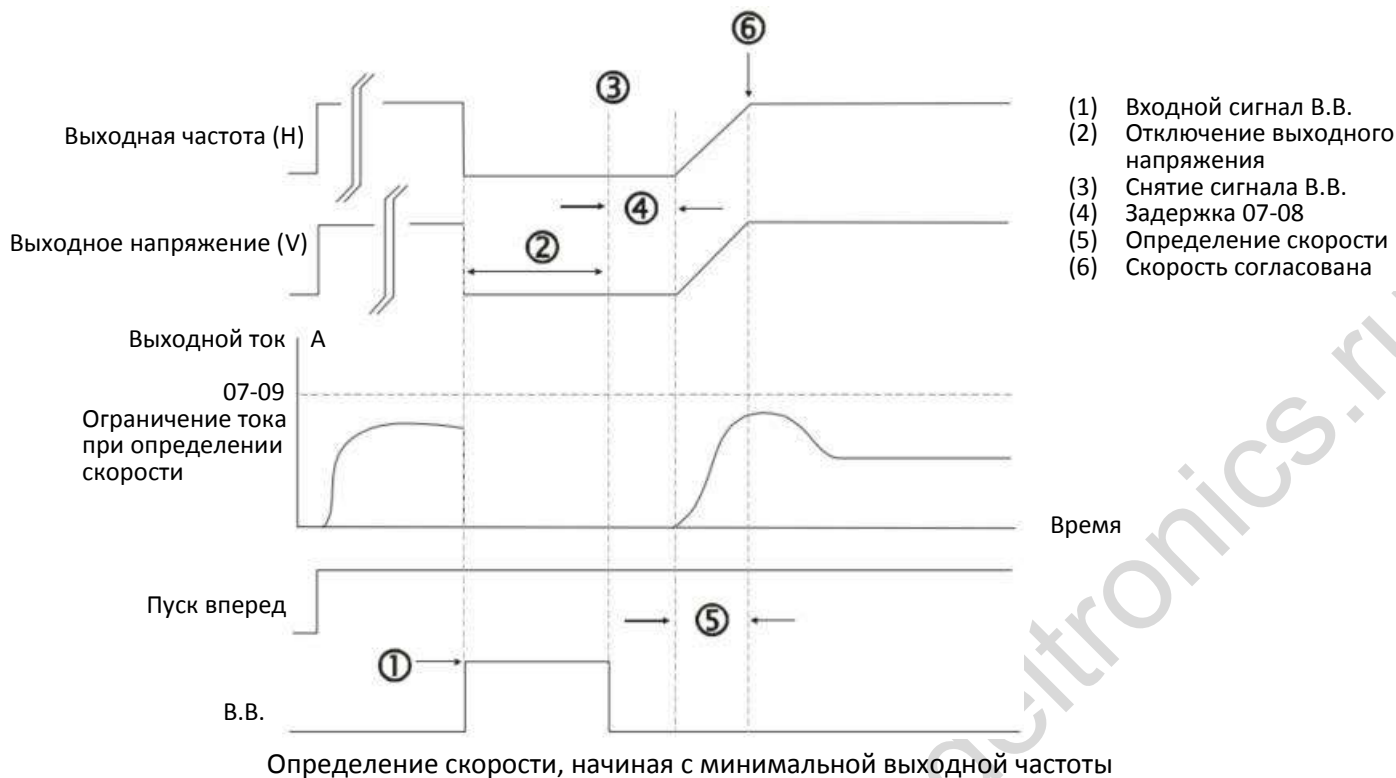 ⑥
③
Выходная частота (H)
④
Выходное напряжение (V)
②
Выходной ток A
07-09
Ограничение тока
при определении
скорости
Время
Пуск вперед
⑤
①
B.B.
Определение скорости, начиная с минимальной выходной частоты
(1) Входной сигнал B.B.
(2) Отключение выходного
напряжения
(3) Снятие сигнала B.B.
(4) Задержка 07-08
(5) Определение скорости
(6) Скорость согласована